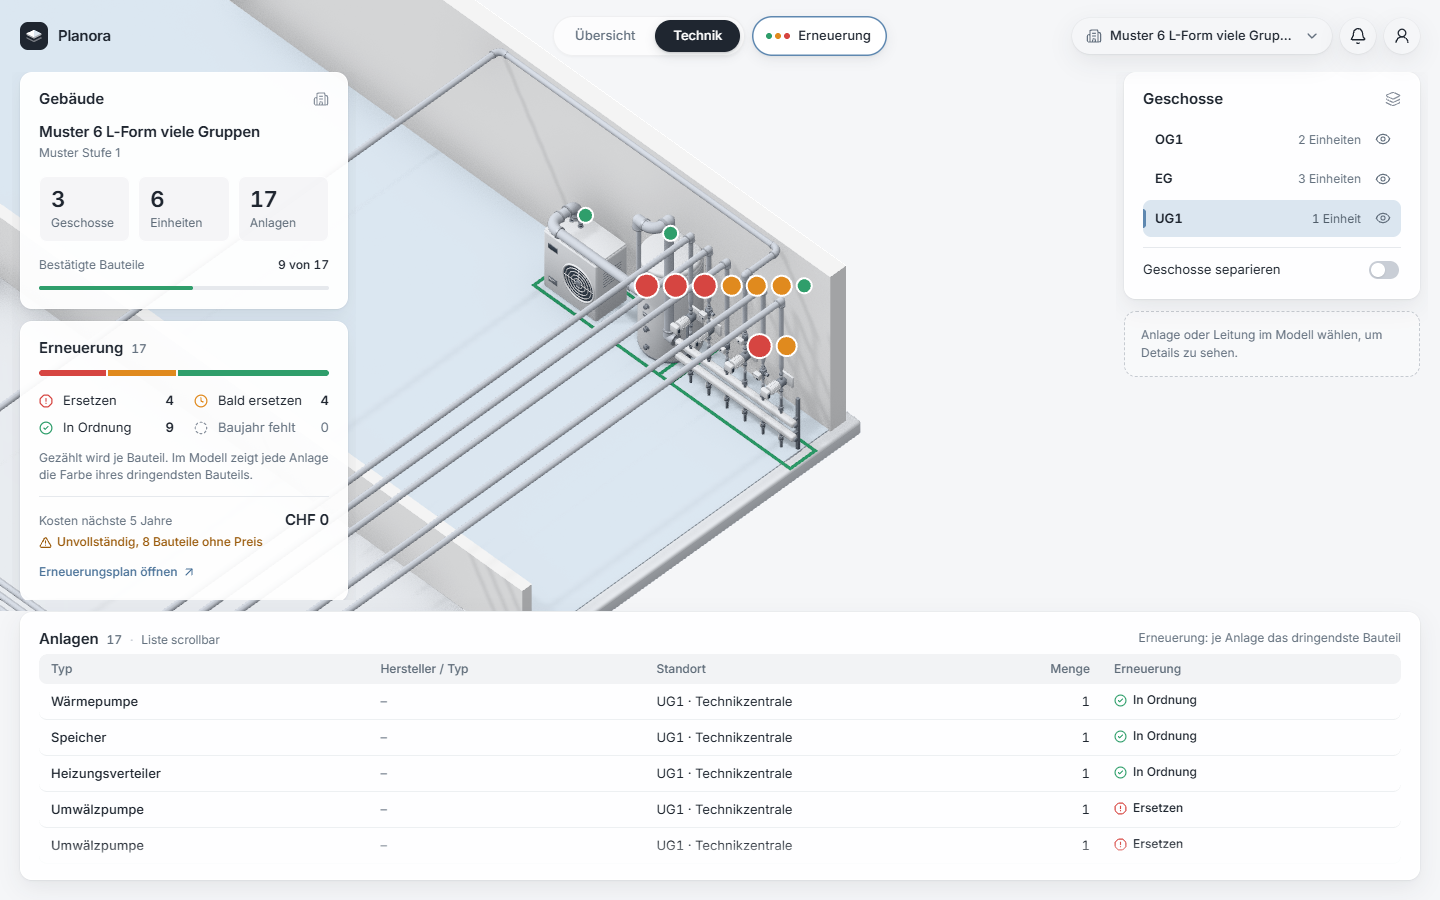 Planora
Übersicht
Technik
Erneuerung
Muster 6 L-Form viele Grup...
Gebäude
Muster 6 L-Form viele Gruppen
Muster Stufe 1
3
Geschosse
6
Einheiten
17
Anlagen
Bestätigte Bauteile
9 von 17
Erneuerung 17
Ersetzen 4
Bald ersetzen 4
In Ordnung 9
Baujahr fehlt 0
Gezählt wird je Bauteil. Im Modell zeigt jede Anlage
die Farbe ihres dringendsten Bauteils.
Kosten nächste 5 Jahre
CHF 0
Unvollständig, 8 Bauteile ohne Preis
Erneuerungsplan öffnen
Geschosse
OG1 2 Einheiten
EG 3 Einheiten
UG1 1 Einheit
Geschosse separieren
Anlage oder Leitung im Modell wählen, um
Details zu sehen.
Anlagen 17 · Liste scrollbar
Erneuerung: je Anlage das dringendste Bauteil
Typ Hersteller / Typ Standort Menge Erneuerung
Wärmepumpe – UG1 · Technikzentrale 1 In Ordnung
Speicher – UG1 · Technikzentrale 1 In Ordnung
Heizungsverteiler – UG1 · Technikzentrale 1 In Ordnung
Umwälzpumpe – UG1 · Technikzentrale 1 Ersetzen
Umwälzpumpe – UG1 · Technikzentrale 1 Ersetzen